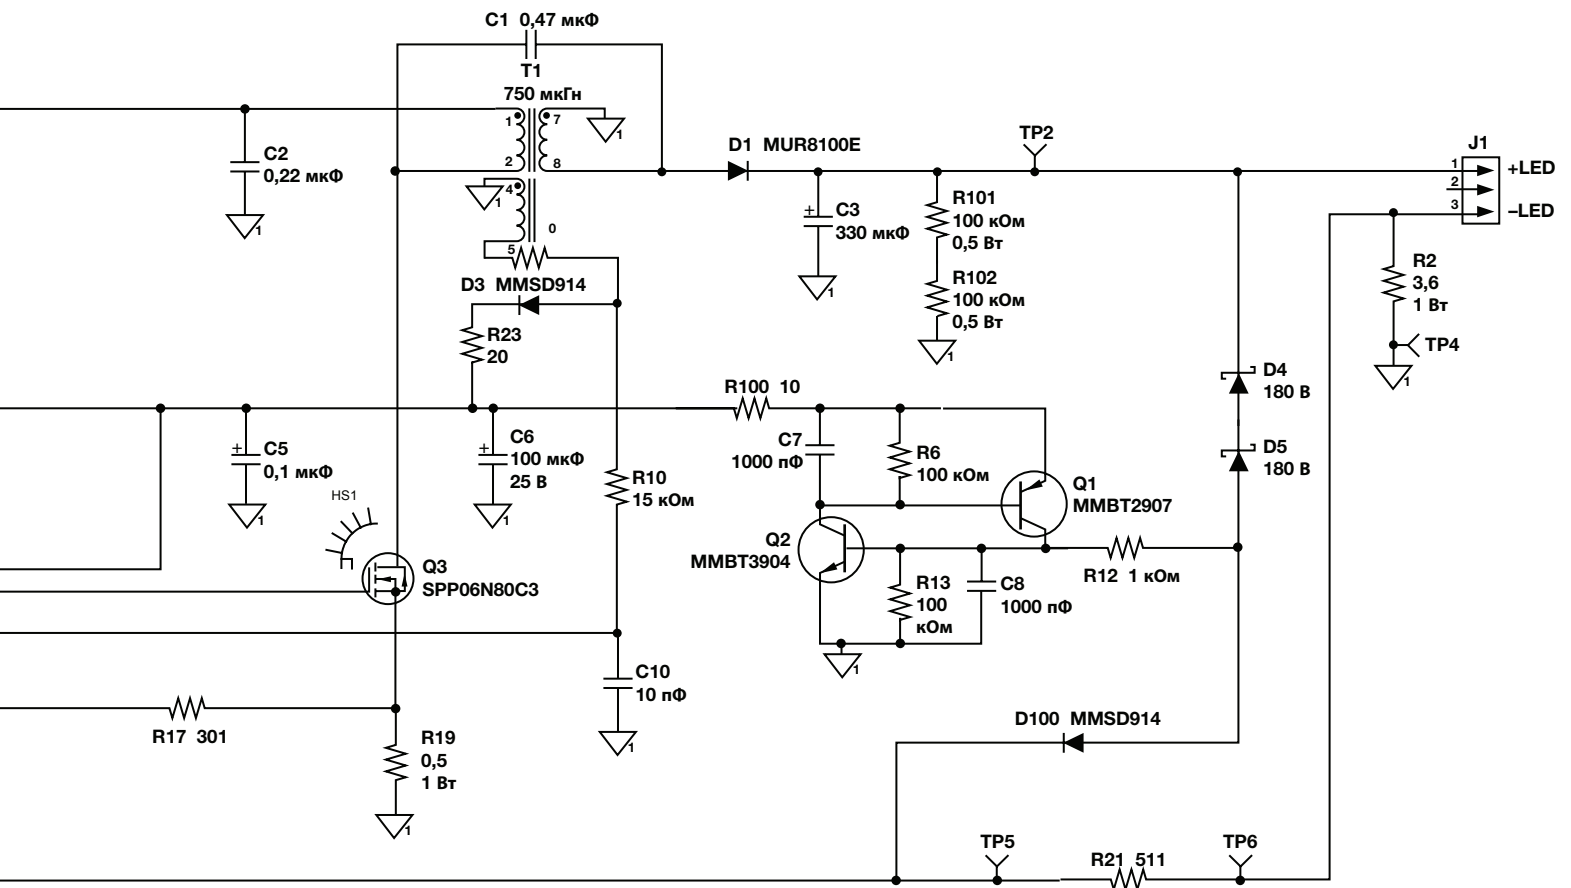 C1 0,47 мкФ
T1
750 мкГн
1
7
2
8
4
5
0
1
1
C2
0,22 мкФ
1
D1 MUR8100E
TP2
J1
1
2
3
+LED
–LED
C3
330 мкФ
1
R101
100 кОм
0,5 Вт
R102
100 кОм
0,5 Вт
1
R2
3,6
1 Вт
TP4
1
D3 MMSD914
R23
20
D4
180 В
D5
180 В
R100 10
C5
0,1 мкФ
1
C6
100 мкФ
25 В
1
R10
15 кОм
C7
1000 пФ
R6
100 кОм
Q1
MMBT2907
HS1
Q3
SPP06N80C3
Q2
MMBT3904
R13
100
кОм
C8
1000 пФ
R12 1 кОм
1
C10
10 пФ
1
R17 301
R19
0,5
1 Вт
1
D100 MMSD914
TP5
R21 511
TP6